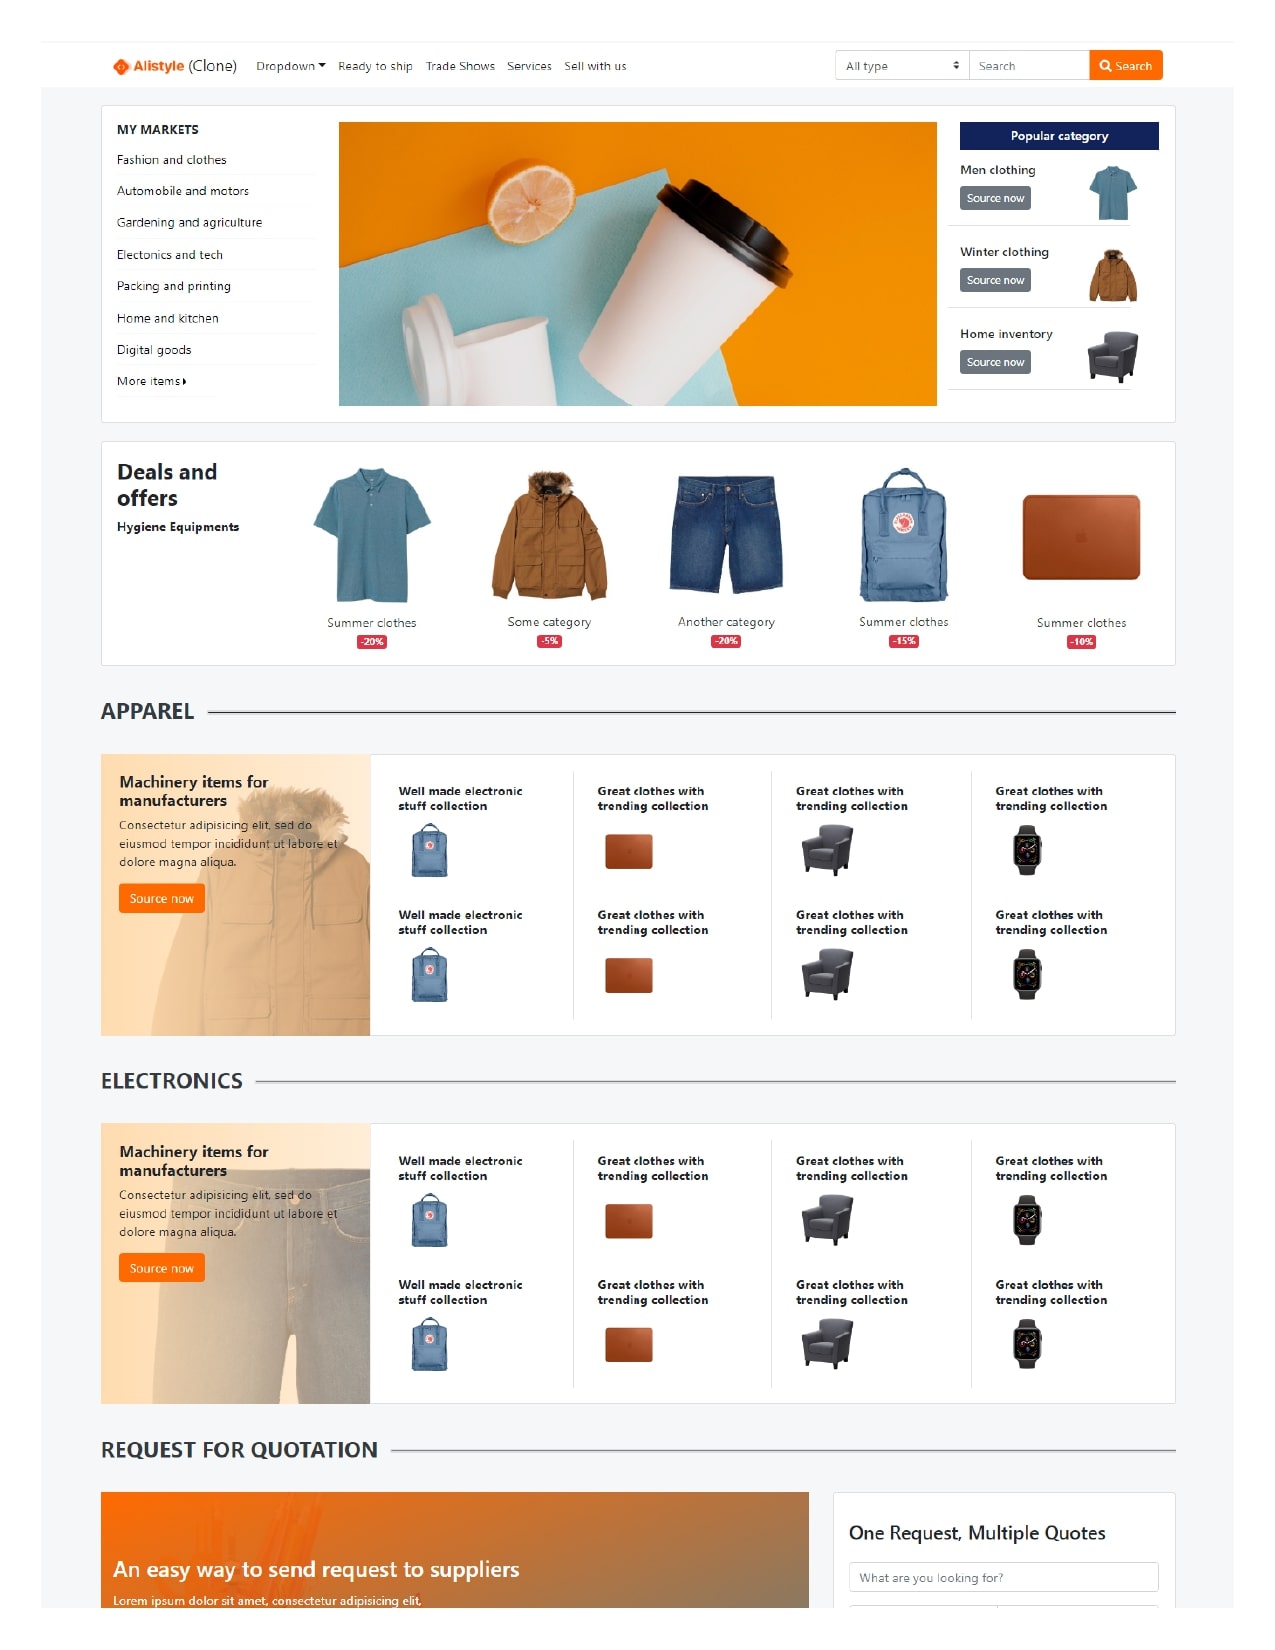 Alistyle (Clone) Dropdown Ready to ship Trade Shows Services Sell with us All type Search Search
MY MARKETS
Fashion and clothes
Automobile and motors
Gardening and agriculture
Electonics and tech
Packing and printing
Home and kitchen
Digital goods
More items
Popular category
Men clothing
Source now
Winter clothing
Source now
Home inventory
Source now
Deals and
offers
Hygiene Equipments
Summer clothes
-20%
Some category
-5%
Another category
-20%
Summer clothes
-15%
Summer clothes
-10%
APPAREL
Machinery items for
manufacturers
Consectetur adipisicing elit, sed do
eiusmod tempor incididunt ut labore et
dolore magna aliqua.
Source now
Well made electronic
stuff collection
Great clothes with
trending collection
Great clothes with
trending collection
Great clothes with
trending collection
Well made electronic
stuff collection
Great clothes with
trending collection
Great clothes with
trending collection
Great clothes with
trending collection
ELECTRONICS
Machinery items for
manufacturers
Consectetur adipisicing elit, sed do
eiusmod tempor incididunt ut labore et
dolore magna aliqua.
Source now
Well made electronic
stuff collection
Great clothes with
trending collection
Great clothes with
trending collection
Great clothes with
trending collection
Well made electronic
stuff collection
Great clothes with
trending collection
Great clothes with
trending collection
Great clothes with
trending collection
REQUEST FOR QUOTATION
An easy way to send request to suppliers
Lorem ipsum dolor sit amet, consectetur adipisicing elit,
One Request, Multiple Quotes
What are you looking for?